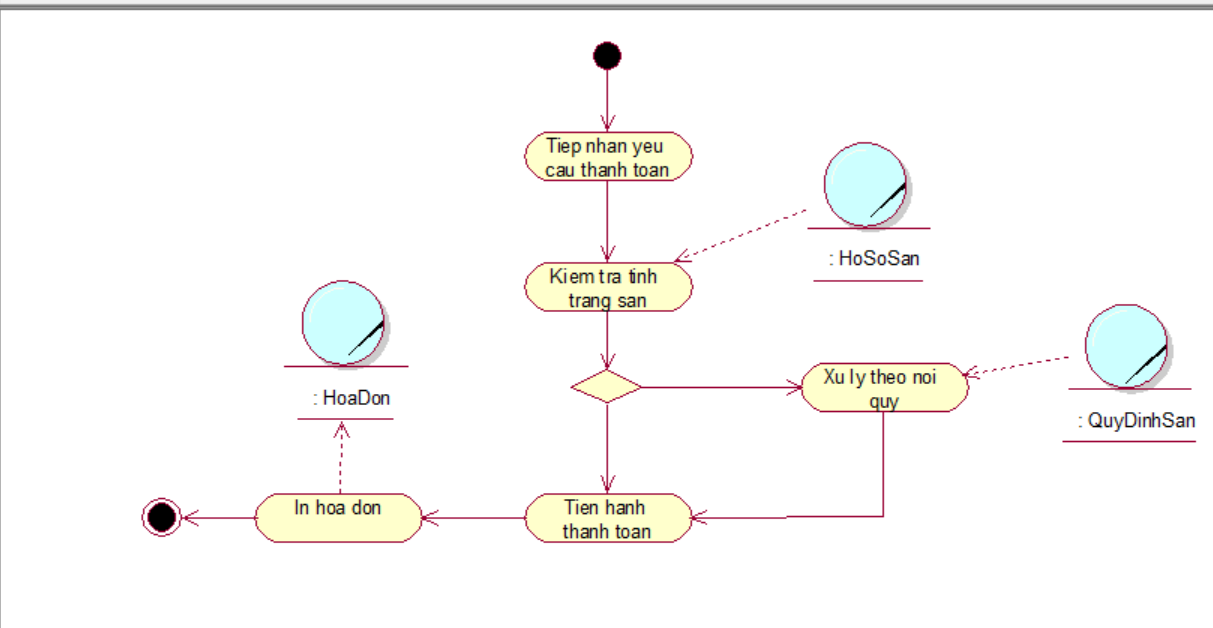 Tiep nhan yeu
cau thanh toan
: HoSoSan
Kiem tra tinh
trang san
: HoaDon
Xu ly theo noi
quy
: QuyDinhSan
In hoa don
Tien hanh
thanh toan